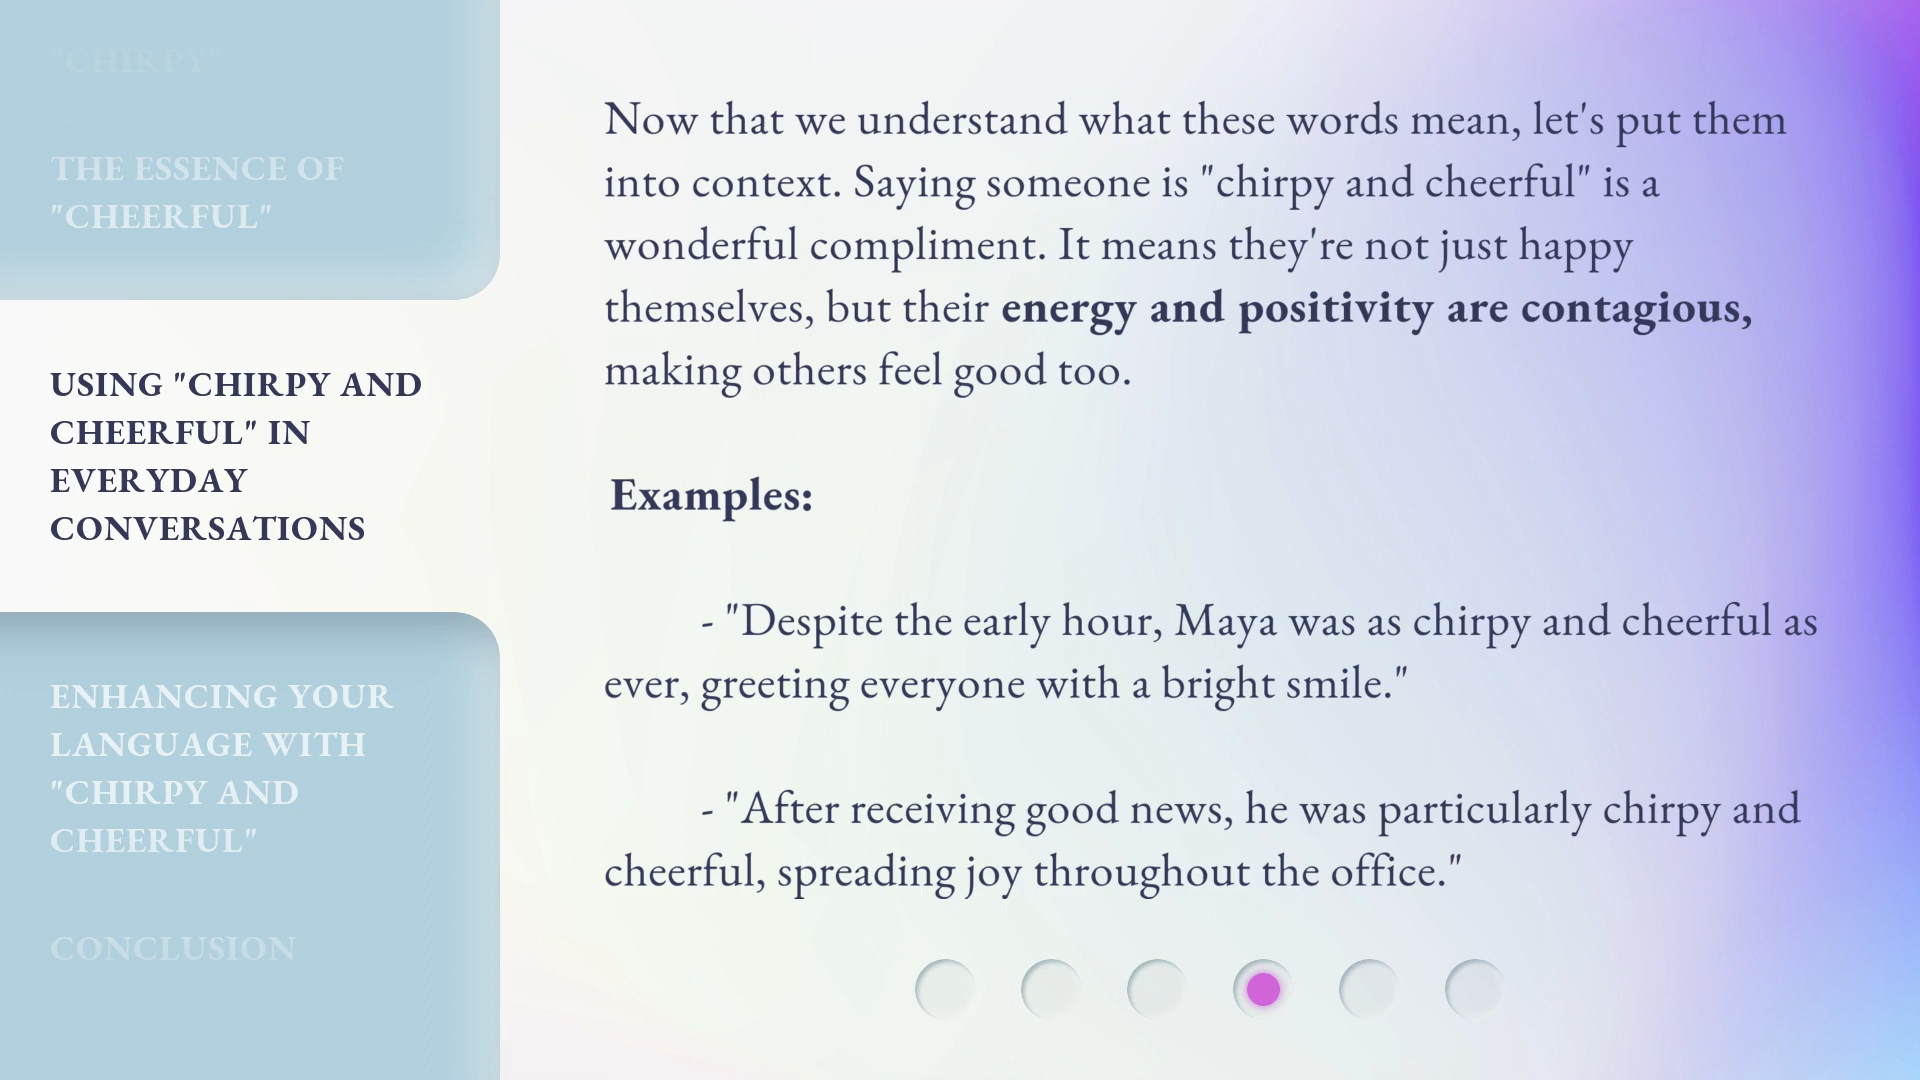 "CHIRPY"
THE ESSENCE OF
"CHEERFUL"
USING "CHIRPY AND
CHEERFUL" IN
EVERYDAY
CONVERSATIONS
ENHANCING YOUR
LANGUAGE WITH
"CHIRPY AND
CHEERFUL"
CONCLUSION
Now that we understand what these words mean, let's put them
into context. Saying someone is "chirpy and cheerful" is a
wonderful compliment. It means they're not just happy
themselves, but their energy and positivity are contagious,
making others feel good too.
Examples:
- "Despite the early hour, Maya was as chirpy and cheerful as
ever, greeting everyone with a bright smile."
- "After receiving good news, he was particularly chirpy and
cheerful, spreading joy throughout the office."